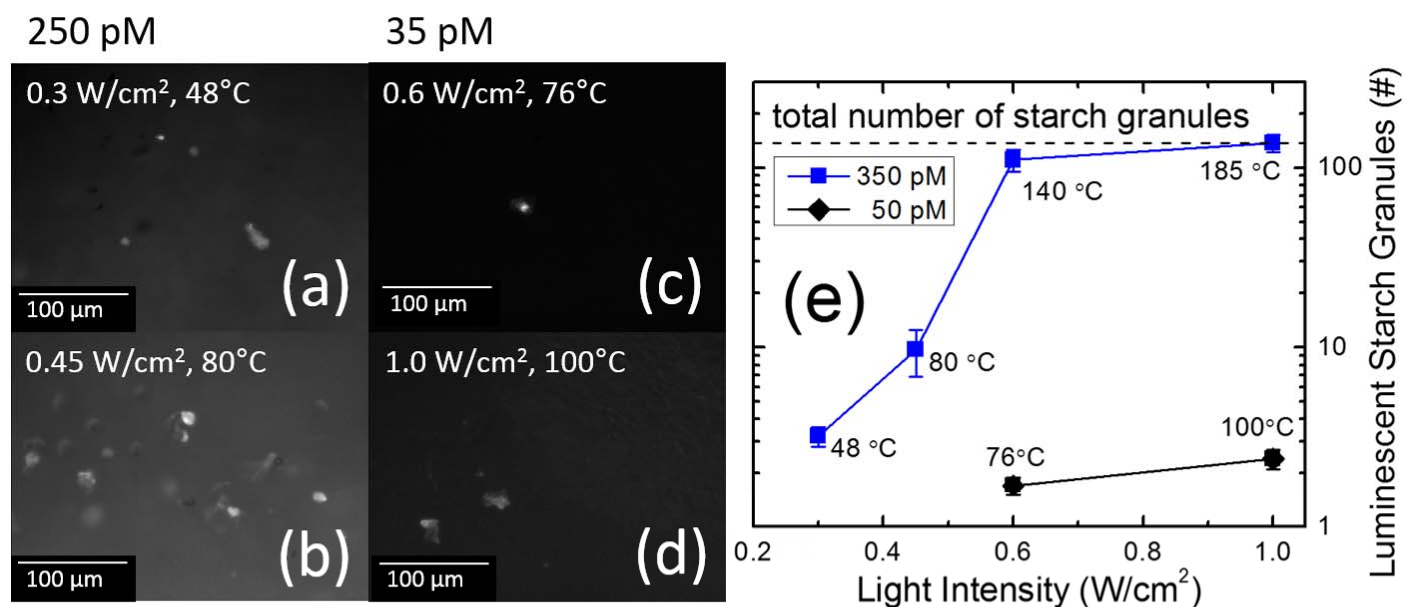 250 pM
35 pM
0.3 W/cm², 48°C
(a)
100 µm
0.6 W/cm², 76°C
(c)
100 µm
0.45 W/cm², 80°C
(b)
100 µm
1.0 W/cm², 100°C
(d)
100 µm
total number of starch granules
350 pM
50 pM
(e)
48 °C
80 °C
140 °C
185 °C
76°C
100°C
100
10
1
0.2 0.4 0.6 0.8 1.0
Light Intensity (W/cm²)
Luminescent Starch Granules (#)